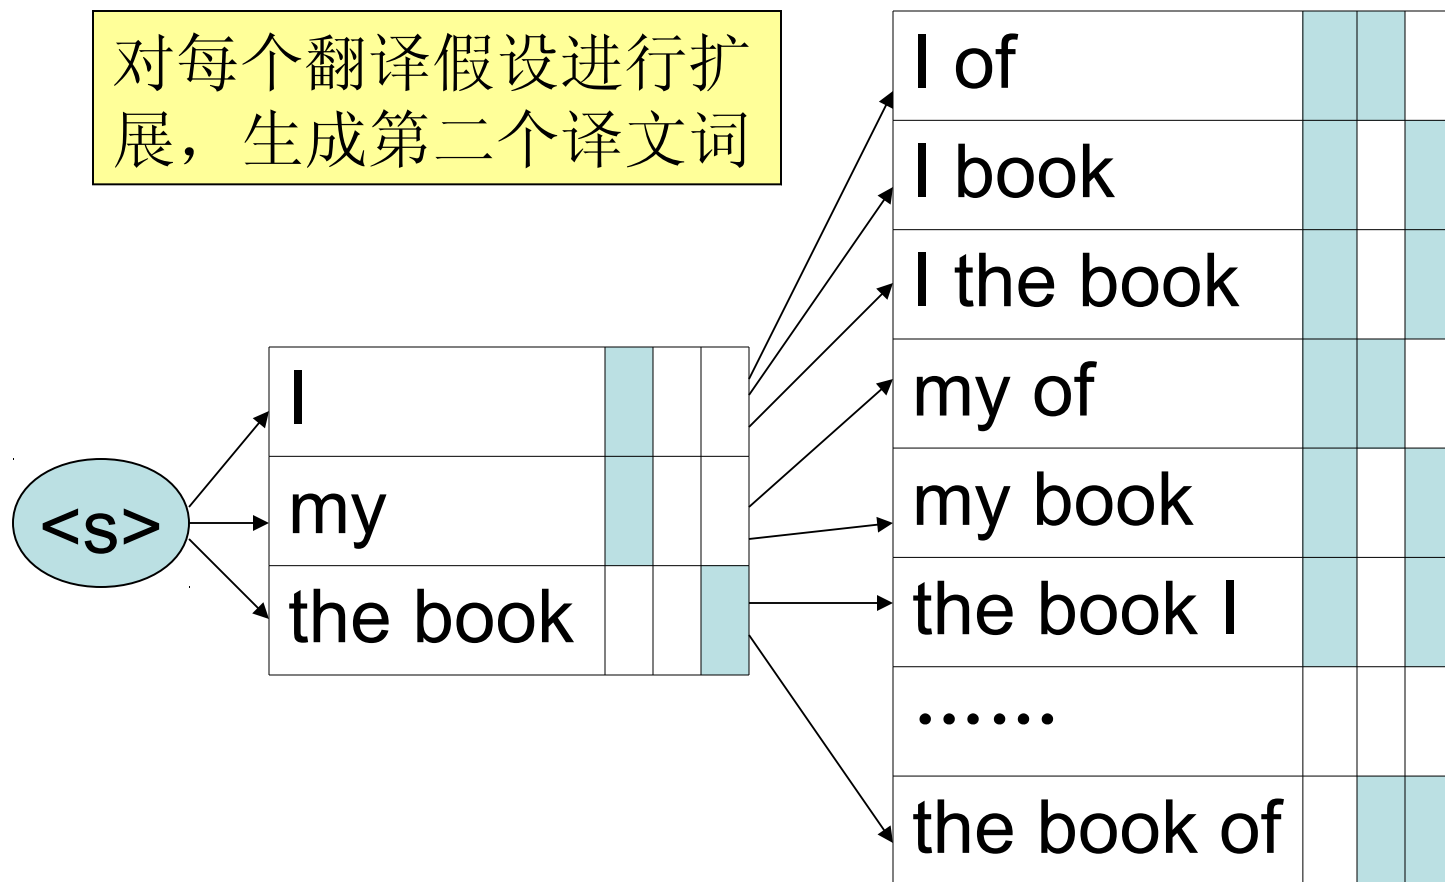 对每个翻译假设进行扩
展，生成第二个译文词
<s>
I
my
the book
I of
I book
I the book
my of
my book
the book I
……
the book of